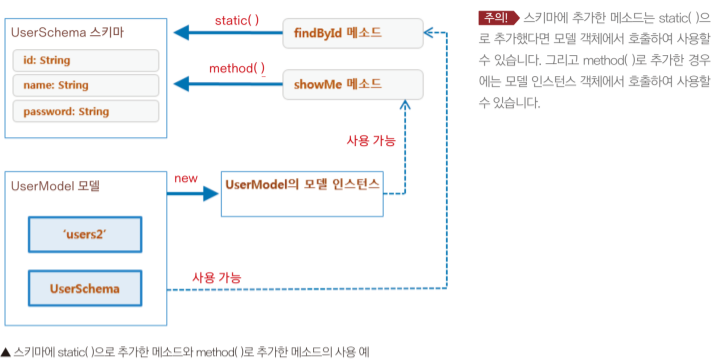 UserSchema 스키마
id: String
name: String
password: String
static( )
findById 메소드
method( )
showMe 메소드
사용 가능
UserModel 모델
new
UserModel의 모델 인스턴스
'users2'
UserSchema
사용 가능
▲ 스키마에 static( )으로 추가한 메소드와 method( )로 추가한 메소드의 사용 예
주의! 스키마에 추가한 메소드는 static( )으
로 추가했다면 모델 객체에서 호출하여 사용할
수 있습니다. 그리고 method( )로 추가한 경우
에는 모델 인스턴스 객체에서 호출하여 사용할
수 있습니다.